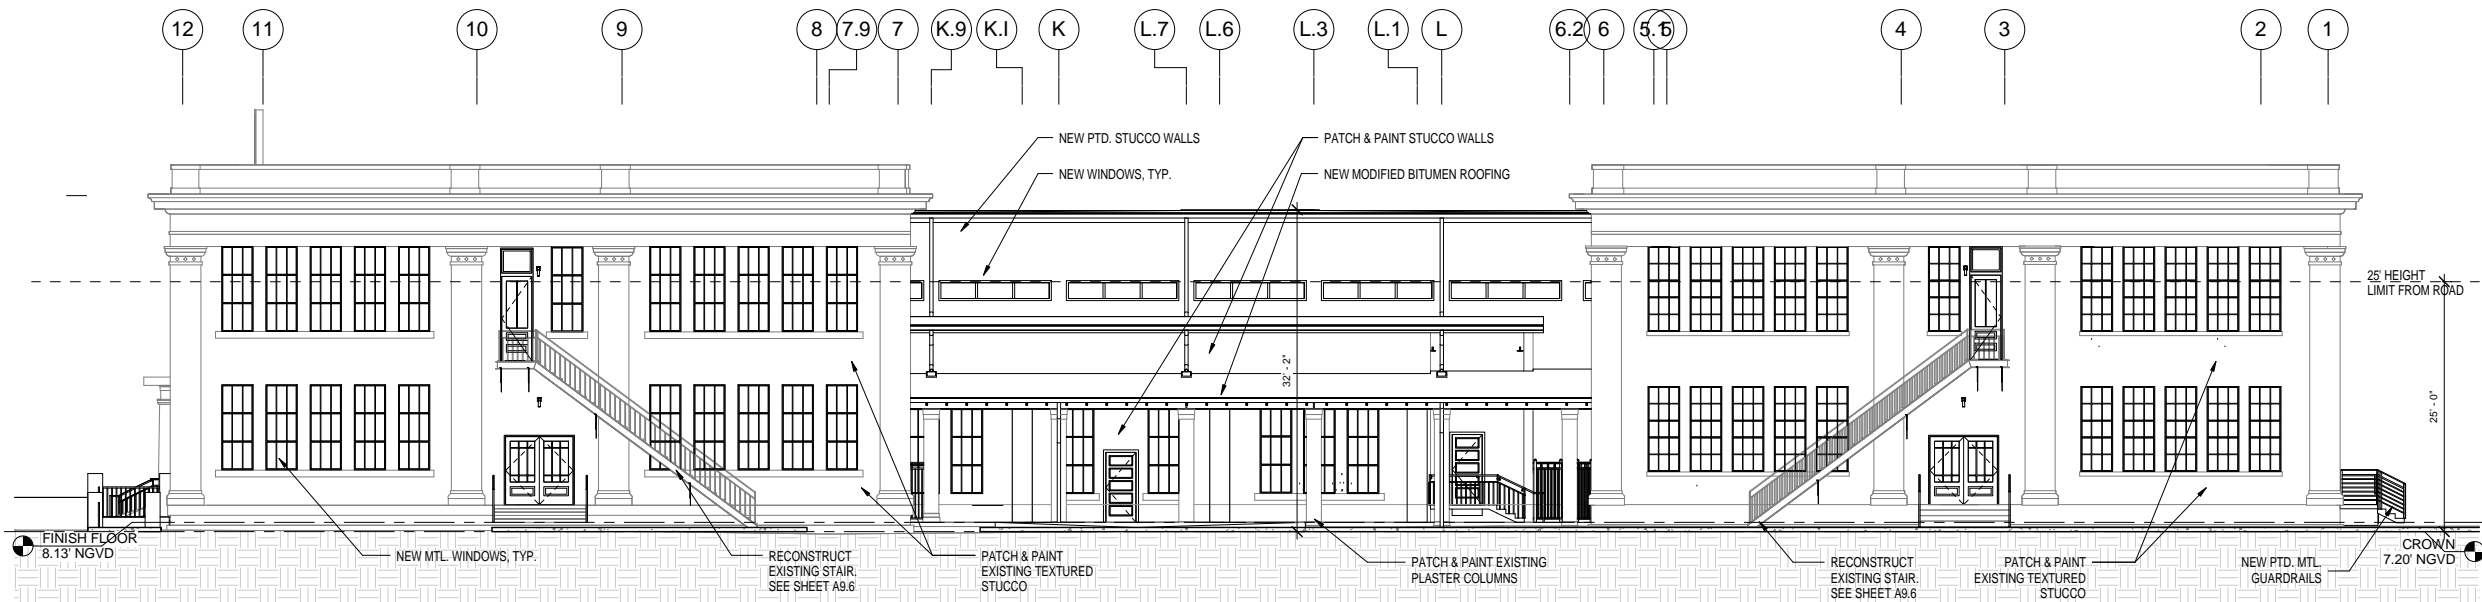 12 11 10 9 8 7.9 7 K.9 K.I K L.7 L.6 L.3 L.1 L 6.2 6 5.1 5 4 3 2 1
NEW PTD. STUCCO WALLS
NEW WINDOWS, TYP.
PATCH & PAINT STUCCO WALLS
NEW MODIFIED BITUMEN ROOFING
25' HEIGHT
LIMIT FROM ROAD
32' - 2"
25' - 0"
FINISH FLOOR
8.13' NGVD
NEW MTL. WINDOWS, TYP.
RECONSTRUCT
EXISTING STAIR.
SEE SHEET A9.6
PATCH & PAINT
EXISTING TEXTURED
STUCCO
PATCH & PAINT EXISTING
PLASTER COLUMNS
RECONSTRUCT
EXISTING STAIR.
SEE SHEET A9.6
PATCH & PAINT
EXISTING TEXTURED
STUCCO
NEW PTD. MTL.
GUARDRAILS
CROWN
7.20' NGVD